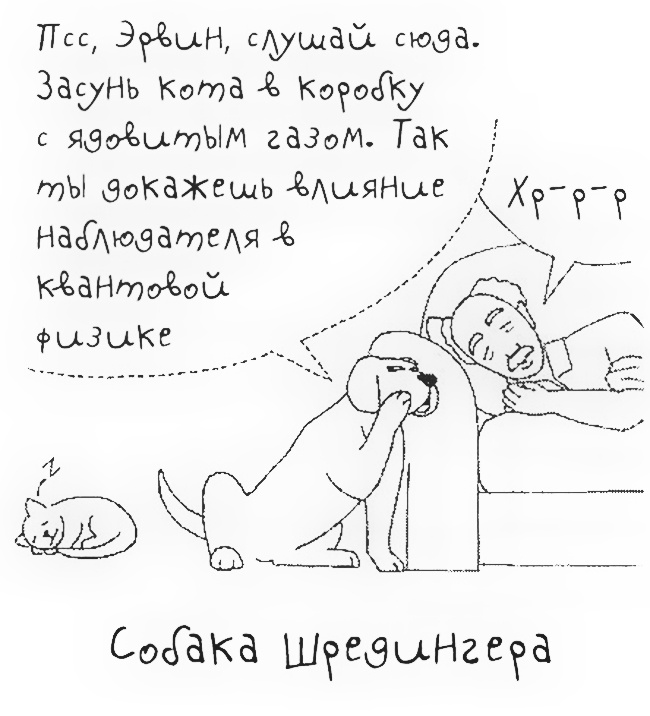 Псс, Эрвин, слушай сюда.
Засунь кота в коробку
с ядовитым газом. Так
ты докажешь влияние
наблюдателя в
квантовой
физике
Хр-р-р
Z
Собака Шредингера